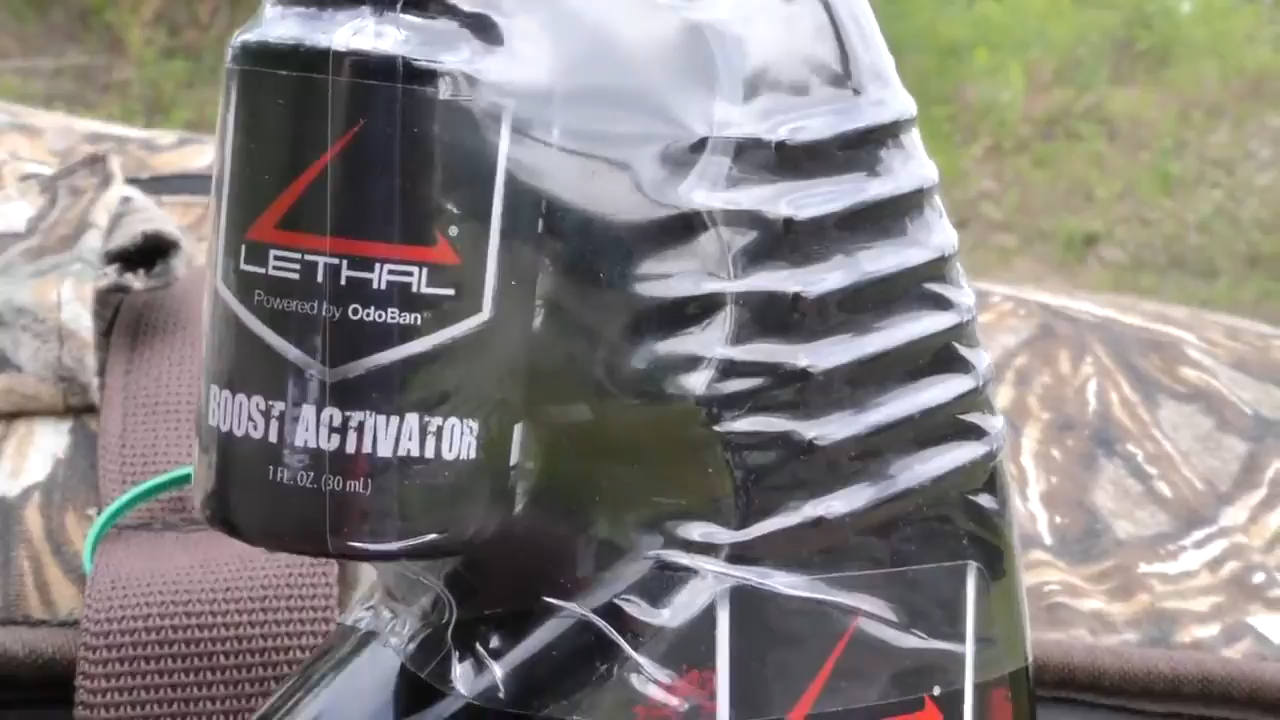 ®
LETHAL
Powered by OdoBan®
BOOST ACTIVATOR
1 FL. OZ. (30 mL)